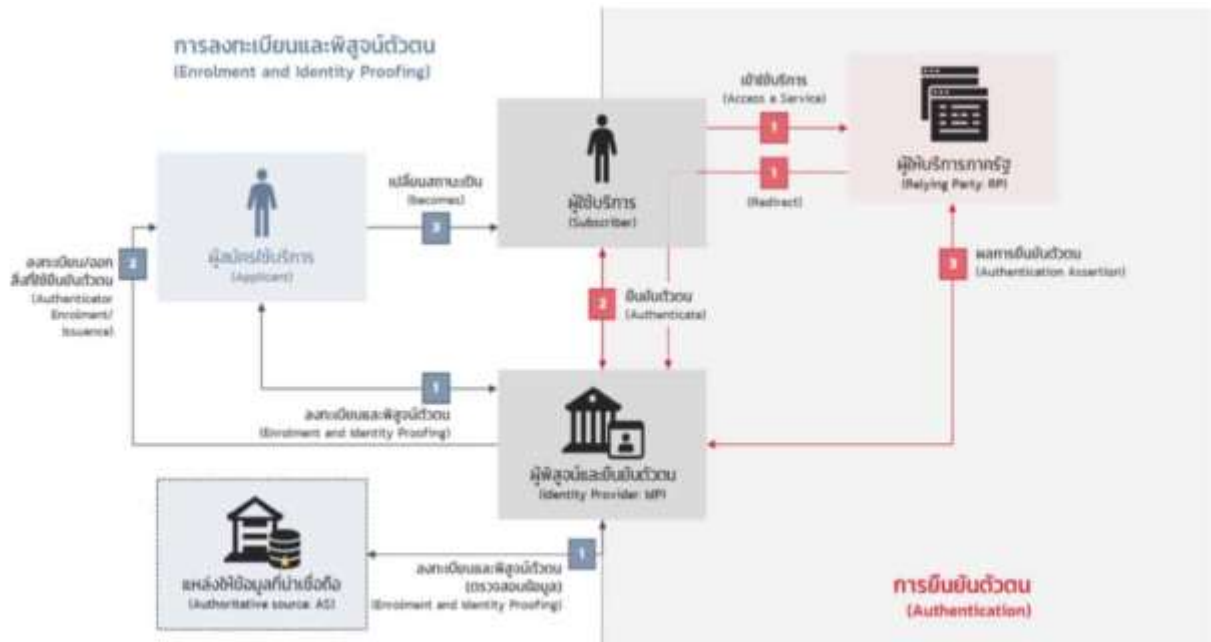 การลงทะเบียนและพิสูจน์ตัวตน
(Enrolment and Identity Proofing)
เข้าใช้บริการ
(Access a Service)
1
ผู้ให้บริการภาครัฐ
(Relying Party: RP)
1
(Redirect)
ผู้ใช้บริการ
(Subscriber)
เปลี่ยนสถานะเป็น
(becomes)
3
ผู้สมัครใช้บริการ
(Applicant)
2
ลงทะเบียน/ออก
สิ่งที่ใช้ยืนยันตัวตน
(Authenticator
Enrolment/
Issuance)
2
ยืนยันตัวตน
(Authenticate)
3
ผลการยืนยันตัวตน
(Authentication Assertion)
1
ลงทะเบียนและพิสูจน์ตัวตน
(Enrolment and Identity Proofing)
ผู้พิสูจน์และยืนยันตัวตน
(Identity Provider: IdP)
แหล่งให้ข้อมูลที่น่าเชื่อถือ
(Authoritative source: AS)
1
ลงทะเบียนและพิสูจน์ตัวตน
(ตรวจสอบข้อมูล)
(Enrolment and Identity Proofing)
การยืนยันตัวตน
(Authentication)